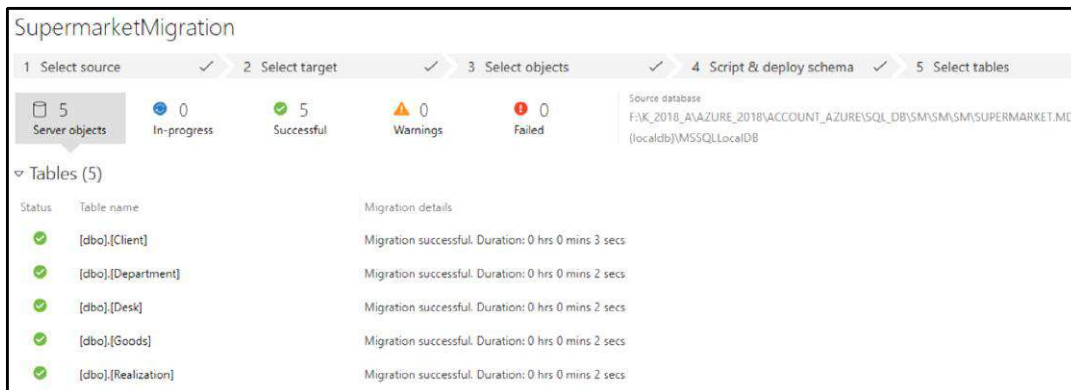 SupermarketMigration
1 Select source 2 Select target 3 Select objects 4 Script & deploy schema 5 Select tables
5 0 5 0 0
Server objects In-progress Successful Warnings Failed
Source database
F:\K_2018_A\AZURE_2018\ACCOUNT_AZURE\SQL_DB\SM\SM\SM\SUPERMARKET.MD
(localdb)\MSSQLLocalDB
Tables (5)
Status Table name Migration details
[dbo].[Client] Migration successful. Duration: 0 hrs 0 mins 3 secs
[dbo].[Department] Migration successful. Duration: 0 hrs 0 mins 2 secs
[dbo].[Desk] Migration successful. Duration: 0 hrs 0 mins 2 secs
[dbo].[Goods] Migration successful. Duration: 0 hrs 0 mins 2 secs
[dbo].[Realization] Migration successful. Duration: 0 hrs 0 mins 2 secs